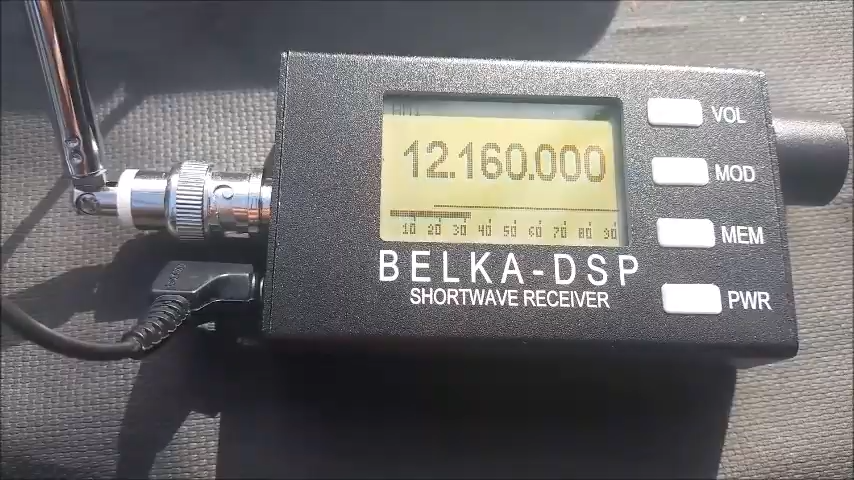 12.160.000
10 20 30 40 50 60 70 80 90
BELKA-DSP
SHORTWAVE RECEIVER
VOL
MOD
MEM
PWR